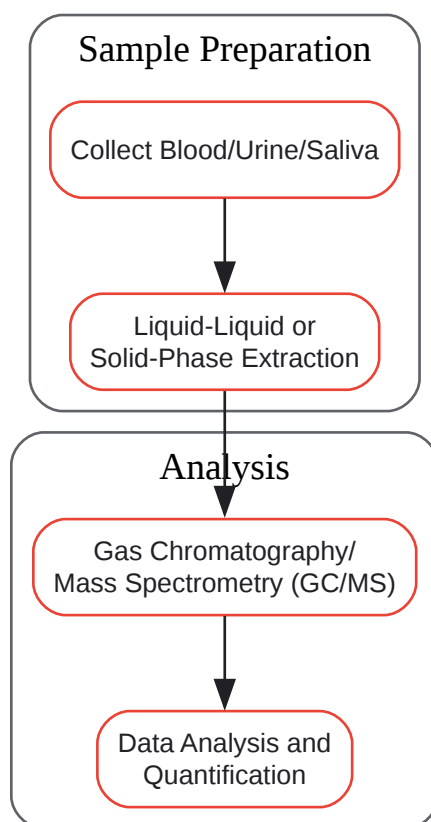 Sample Preparation
Collect Blood/Urine/Saliva
Liquid-Liquid or
Solid-Phase Extraction
Analysis
Gas Chromatography/
Mass Spectrometry (GC/MS)
Data Analysis and
Quantification